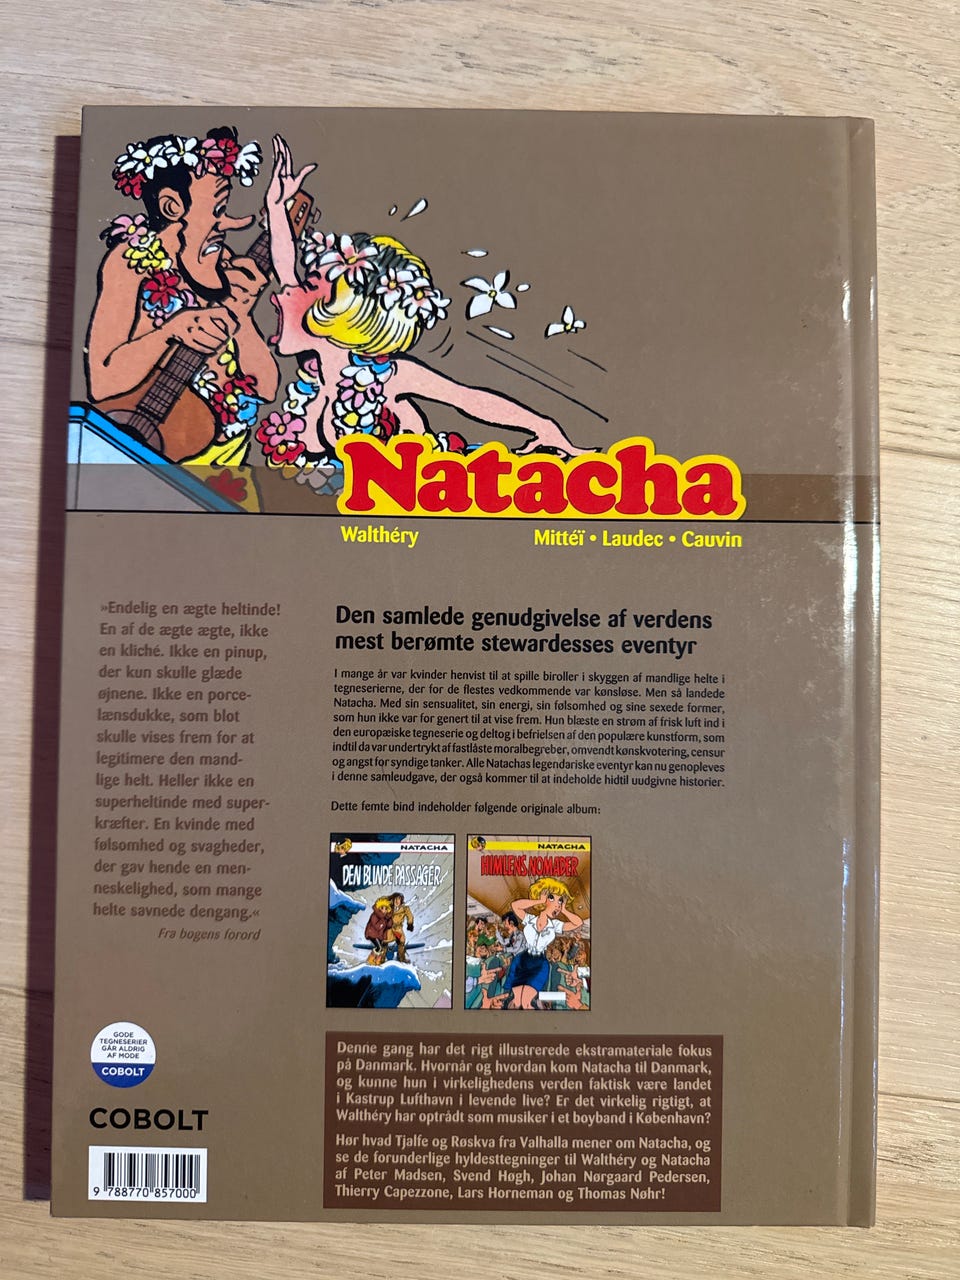 Natacha
Walthéry
Mittéï • Laudec • Cauvin
»Endelig en ægte heltinde!
En af de ægte ægte, ikke
en kliché. Ikke en pinup,
der kun skulle glæde
øjnene. Ikke en porce-
lænsdukke, som blot
skulle vises frem for at
legitimere den mand-
lige helt. Heller ikke en
superheltinde med super-
kræfter. En kvinde med
følsomhed og svagheder,
der gav hende en men-
neskelighed, som mange
helte savnede dengang.«
Fra bogens forord
Den samlede genudgivelse af verdens
mest berømte stewardesses eventyr
I mange år var kvinder henvist til at spille biroller i skyggen af mandlige helte i
tegneserierne, der for de flestes vedkommende var kønsløse. Men så landede
Natacha. Med sin sensualitet, sin energi, sin følsomhed og sine sexede former,
som hun ikke var for genert til at vise frem. Hun blæste en strøm af frisk luft ind i
den europæiske tegneserie og deltog i befrielsen af den populære kunstform, som
indtil da var undertrykt af fastlåste moralbegreber, omvendt kønskvotering, censur
og angst for syndige tanker. Alle Natachas legendariske eventyr kan nu genopleves
i denne samleudgave, der også kommer til at indeholde hidtil uudgivne historier.
Dette femte bind indeholder følgende originale album:
NATACHA
DEN BLINDE PASSAGÉR
NATACHA
HIMLENS NOMADER
Denne gang har det rigt illustrerede ekstramateriale fokus
på Danmark. Hvornår og hvordan kom Natacha til Danmark,
og kunne hun i virkelighedens verden faktisk være landet
i Kastrup Lufthavn i levende live? Er det virkelig rigtigt, at
Walthéry har optrådt som musiker i et boyband i København?
Hør hvad Tjalfe og Røskva fra Valhalla mener om Natacha, og
se de forunderlige hyldesttegninger til Walthéry og Natacha
af Peter Madsen, Svend Høgh, Johan Nørgaard Pedersen,
Thierry Capezzone, Lars Horneman og Thomas Nøhr!
GODE
TEGNESERIER
GÅR ALDRIG
AF MODE
COBOLT
COBOLT
9 788770 857000